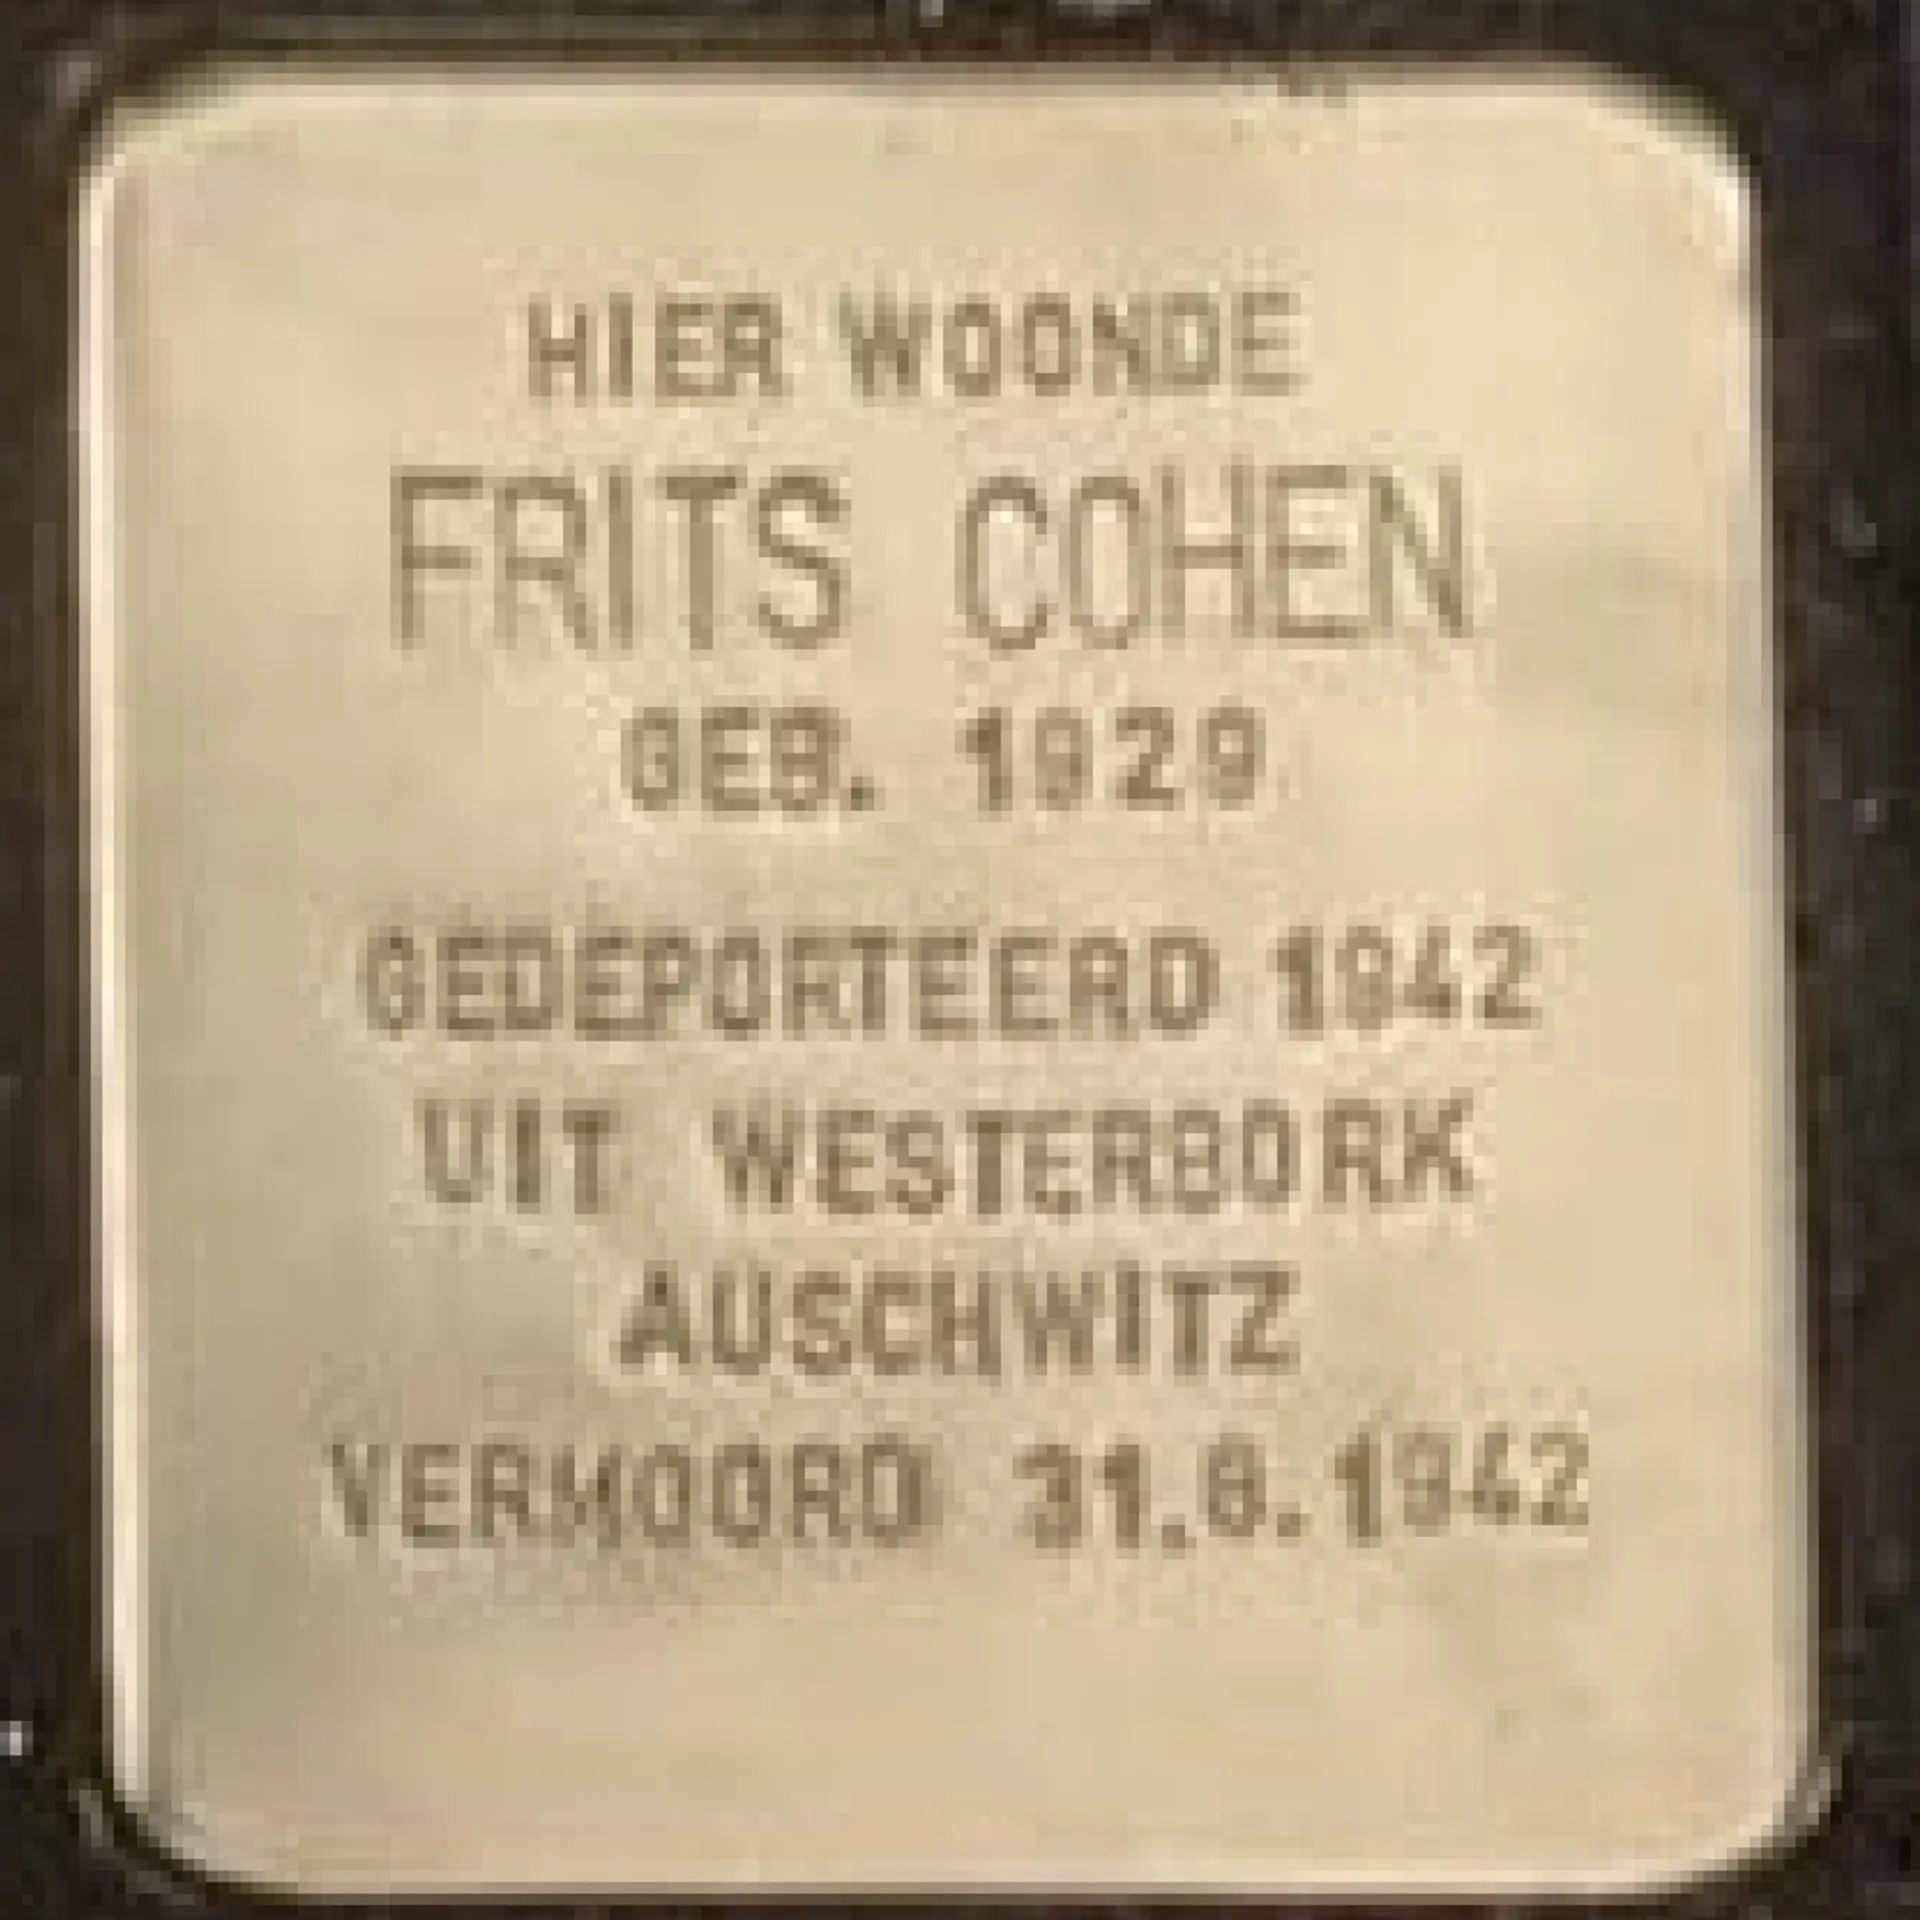 HIER WOONDE
FRITS COHEN
GEB. 1929
GEDEPORTEERD 1942
UIT WESTERBORK
AUSCHWITZ
VERMOORD 31.8.1942